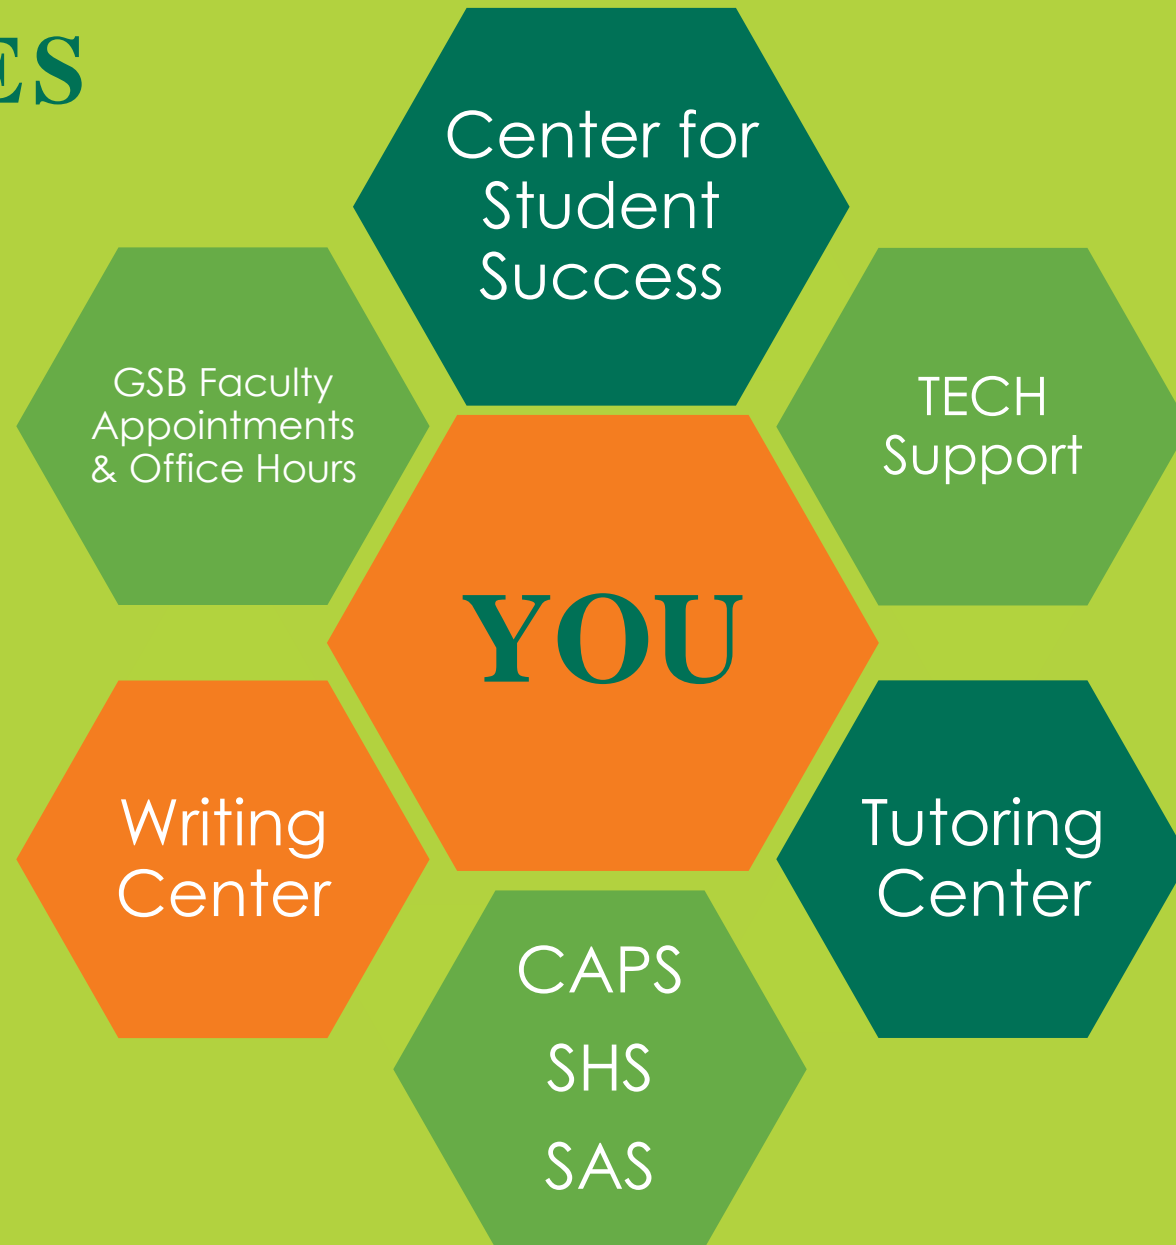 ES
Center for
Student
Success
GSB Faculty
Appointments
& Office Hours
TECH
Support
YOU
Writing
Center
Tutoring
Center
CAPS
SHS
SAS